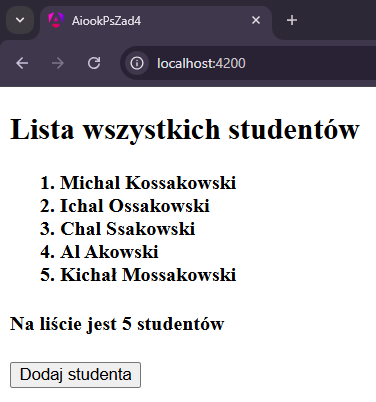 AiookPsZad4
localhost:4200
Lista wszystkich studentów
1. Michal Kossakowski
2. Ichal Ossakowski
3. Chal Ssakowski
4. Al Akowski
5. Kichał Mossakowski
Na liście jest 5 studentów
Dodaj studenta